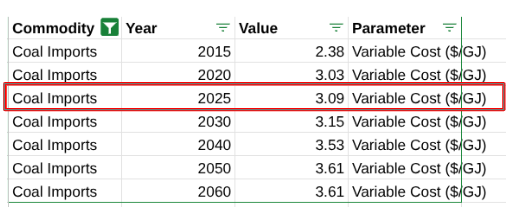 Commodity Year Value Parameter
Coal Imports 2015 2.38 Variable Cost ($/GJ)
Coal Imports 2020 3.03 Variable Cost ($/GJ)
Coal Imports 2025 3.09 Variable Cost ($/GJ)
Coal Imports 2030 3.15 Variable Cost ($/GJ)
Coal Imports 2040 3.53 Variable Cost ($/GJ)
Coal Imports 2050 3.61 Variable Cost ($/GJ)
Coal Imports 2060 3.61 Variable Cost ($/GJ)